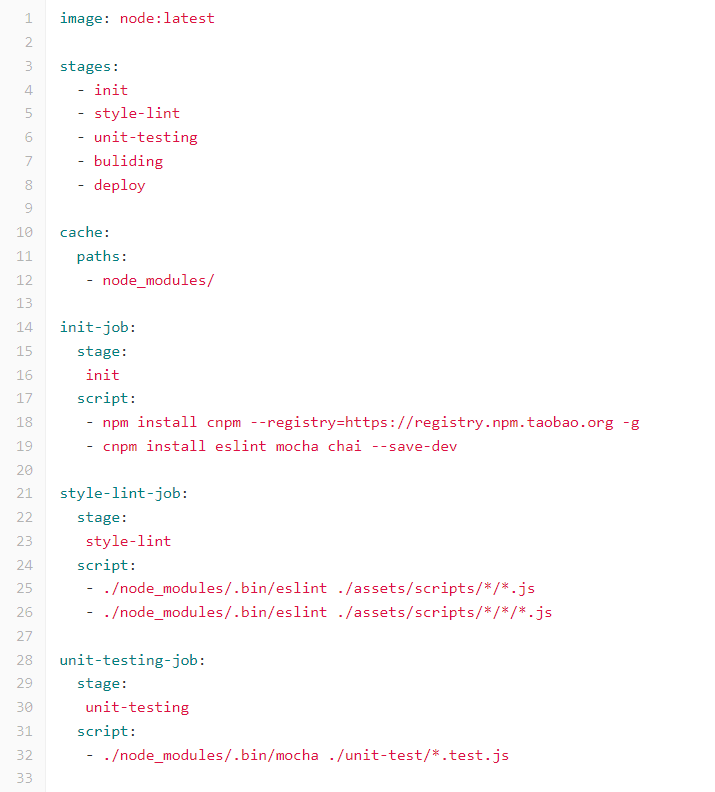 1 image: node:latest
2
3 stages:
4   - init
5   - style-lint
6   - unit-testing
7   - buliding
8   - deploy
9
10 cache:
11   paths:
12    - node_modules/
13
14 init-job:
15   stage:
16    init
17   script:
18    - npm install cnpm --registry=https://registry.npm.taobao.org -g
19    - cnpm install eslint mocha chai --save-dev
20
21 style-lint-job:
22   stage:
23    style-lint
24   script:
25    - ./node_modules/.bin/eslint ./assets/scripts/*/*.js
26    - ./node_modules/.bin/eslint ./assets/scripts/*/*/*.js
27
28 unit-testing-job:
29   stage:
30    unit-testing
31   script:
32    - ./node_modules/.bin/mocha ./unit-test/*.test.js
33